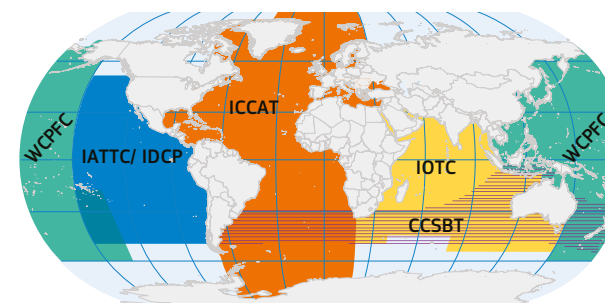 ICCAT
WCPFC
WCPFC
IATTC/ IDCP
IOTC
CCSBT